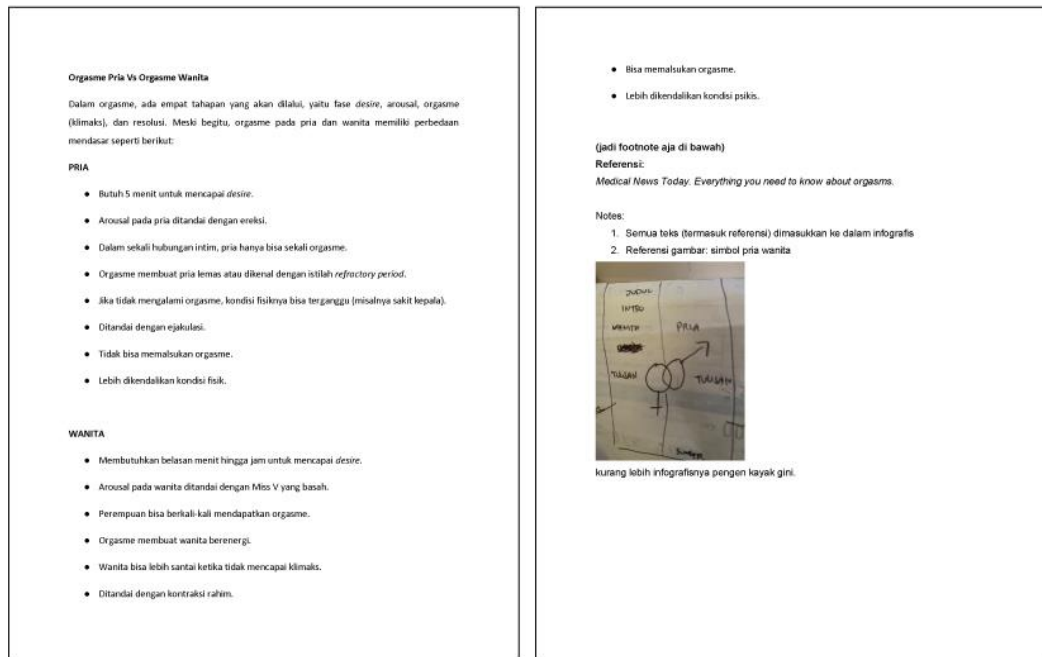 Orgasme Pria Vs Orgasme Wanita
Dalam orgasme, ada empat tahapan yang akan dilalui, yaitu fase desire, arousal, orgasme
(klimaks), dan resolusi. Meski begitu, orgasme pada pria dan wanita memiliki perbedaan
mendasar seperti berikut:
PRIA
● Butuh 5 menit untuk mencapai desire.
● Arousal pada pria ditandai dengan ereksi.
● Dalam sekali hubungan intim, pria hanya bisa sekali orgasme.
● Orgasme membuat pria lemas atau dikenal dengan istilah refractory period.
● Jika tidak mengalami orgasme, kondisi fisiknya bisa terganggu (misalnya sakit kepala).
● Ditandai dengan ejakulasi.
● Tidak bisa memalsukan orgasme.
● Lebih dikendalikan kondisi fisik.
WANITA
● Membutuhkan belasan menit hingga jam untuk mencapai desire.
● Arousal pada wanita ditandai dengan Miss V yang basah.
● Perempuan bisa berkali-kali mendapatkan orgasme.
● Orgasme membuat wanita berenergi.
● Wanita bisa lebih santai ketika tidak mencapai klimaks.
● Ditandai dengan kontraksi rahim.
● Bisa memalsukan orgasme.
● Lebih dikendalikan kondisi psikis.
(jadi footnote aja di bawah)
Referensi:
Medical News Today. Everything you need to know about orgasms.
Notes:
1. Semua teks (termasuk referensi) dimasukkan ke dalam infografis
2. Referensi gambar: simbol pria wanita
JUDUL
INTRO
WANITA PRIA
TULISAN TULISAN
SUMBER
kurang lebih infografisnya pengen kayak gini.